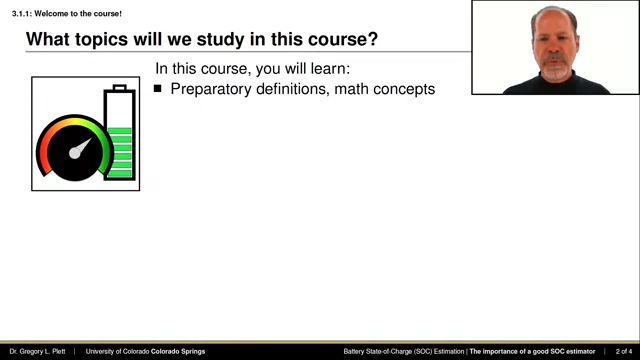 3.1.1: Welcome to the course!
What topics will we study in this course?
In this course, you will learn:
Preparatory definitions, math concepts
Dr. Gregory L. Plett | University of Colorado Colorado Springs Battery State-of-Charge (SOC) Estimation | The importance of a good SOC estimator | 2 of 4